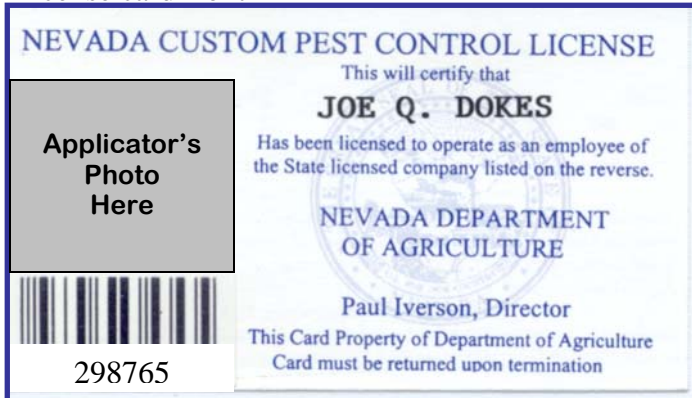 NEVADA CUSTOM PEST CONTROL LICENSE
This will certify that
JOE Q. DOKES
Has been licensed to operate as an employee of
the State licensed company listed on the reverse.
NEVADA DEPARTMENT
OF AGRICULTURE
Paul Iverson, Director
This Card Property of Department of Agriculture
Card must be returned upon termination
Applicator's
Photo
Here
298765